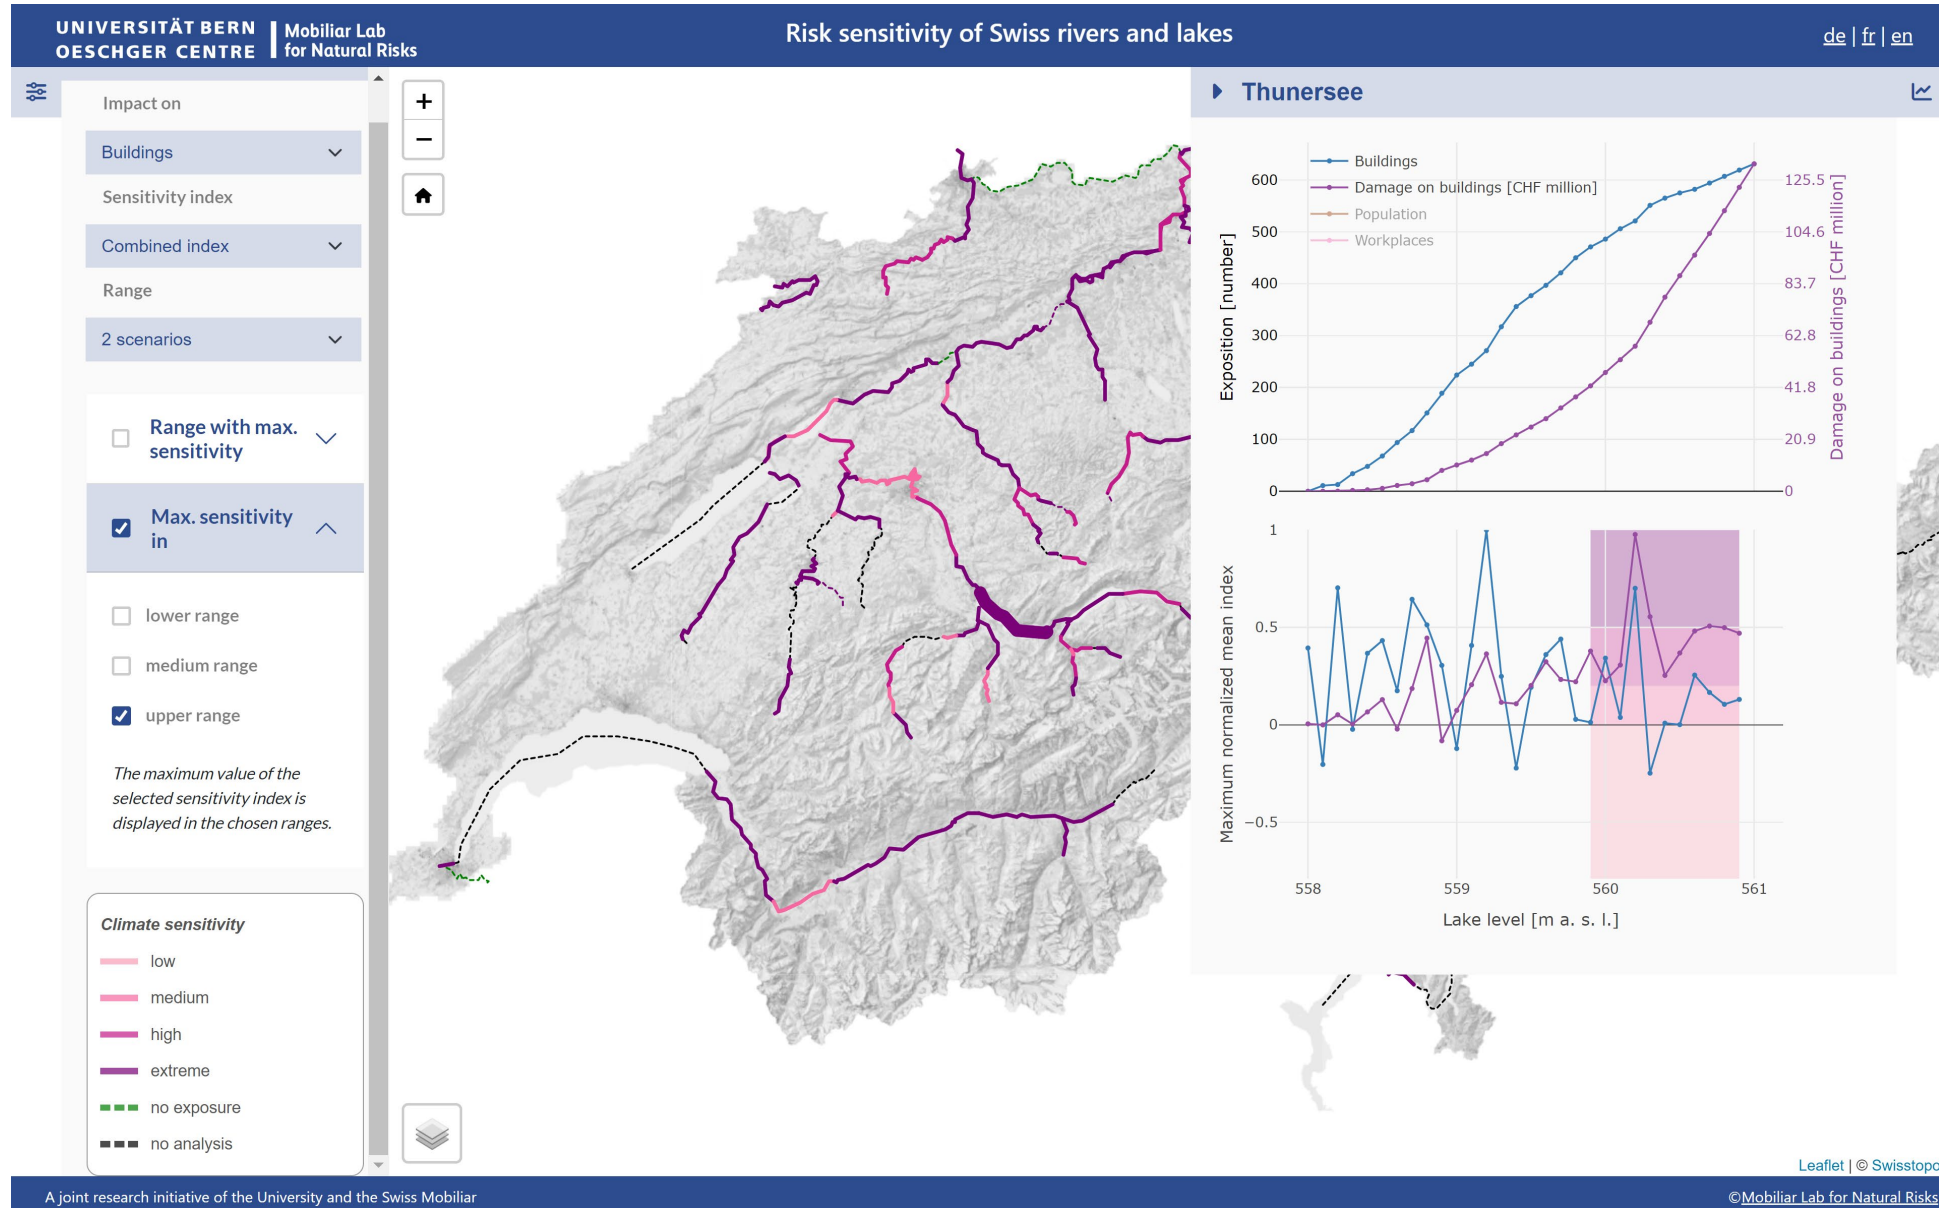 UNIVERSITÄT BERN
OESCHGER CENTRE
Mobiliar Lab
for Natural Risks
Risk sensitivity of Swiss rivers and lakes
de | fr | en
Impact on
Buildings
Sensitivity index
Combined index
Range
2 scenarios
Range with max.
sensitivity
Max. sensitivity
in
lower range
medium range
upper range
The maximum value of the
selected sensitivity index is
displayed in the chosen ranges.
Climate sensitivity
low
medium
high
extreme
no exposure
no analysis
+
−
Thunersee
Buildings
Damage on buildings [CHF million]
Population
Workplaces
Exposition [number]
600
500
400
300
200
100
0
Damage on buildings [CHF million]
125.5
104.6
83.7
62.8
41.8
20.9
0
Maximum normalized mean index
1
0.5
0
−0.5
558
559
560
561
Lake level [m a. s. l.]
Leaflet | © Swisstopo
A joint research initiative of the University and the Swiss Mobiliar
©Mobiliar Lab for Natural Risks